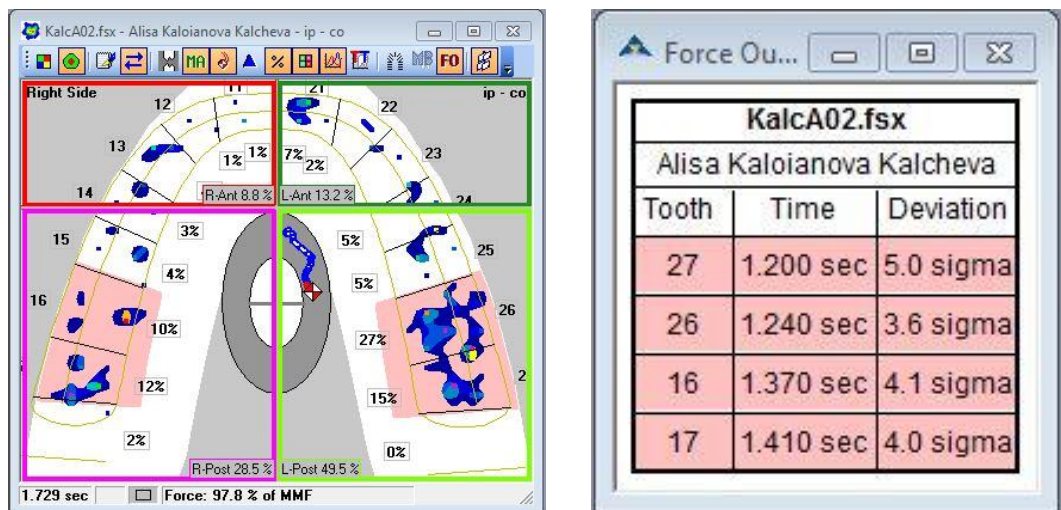 KalcA02.fsx - Alisa Kaloianova Kalcheva - ip - co
MA % MB FO
Right Side
ip - co
12
11
21
22
13
23
1%
1%
7%
2%
14
24
R-Ant 8.8 %
L-Ant 13.2 %
3%
5%
15
25
4%
5%
16
26
10%
27%
12%
15%
2
2%
0%
R-Post 28.5 %
L-Post 49.5 %
1.729 sec
Force: 97.8 % of MMF
Force Ou...
KalcA02.fsx
Alisa Kaloianova Kalcheva
Tooth Time Deviation
27 1.200 sec 5.0 sigma
26 1.240 sec 3.6 sigma
16 1.370 sec 4.1 sigma
17 1.410 sec 4.0 sigma